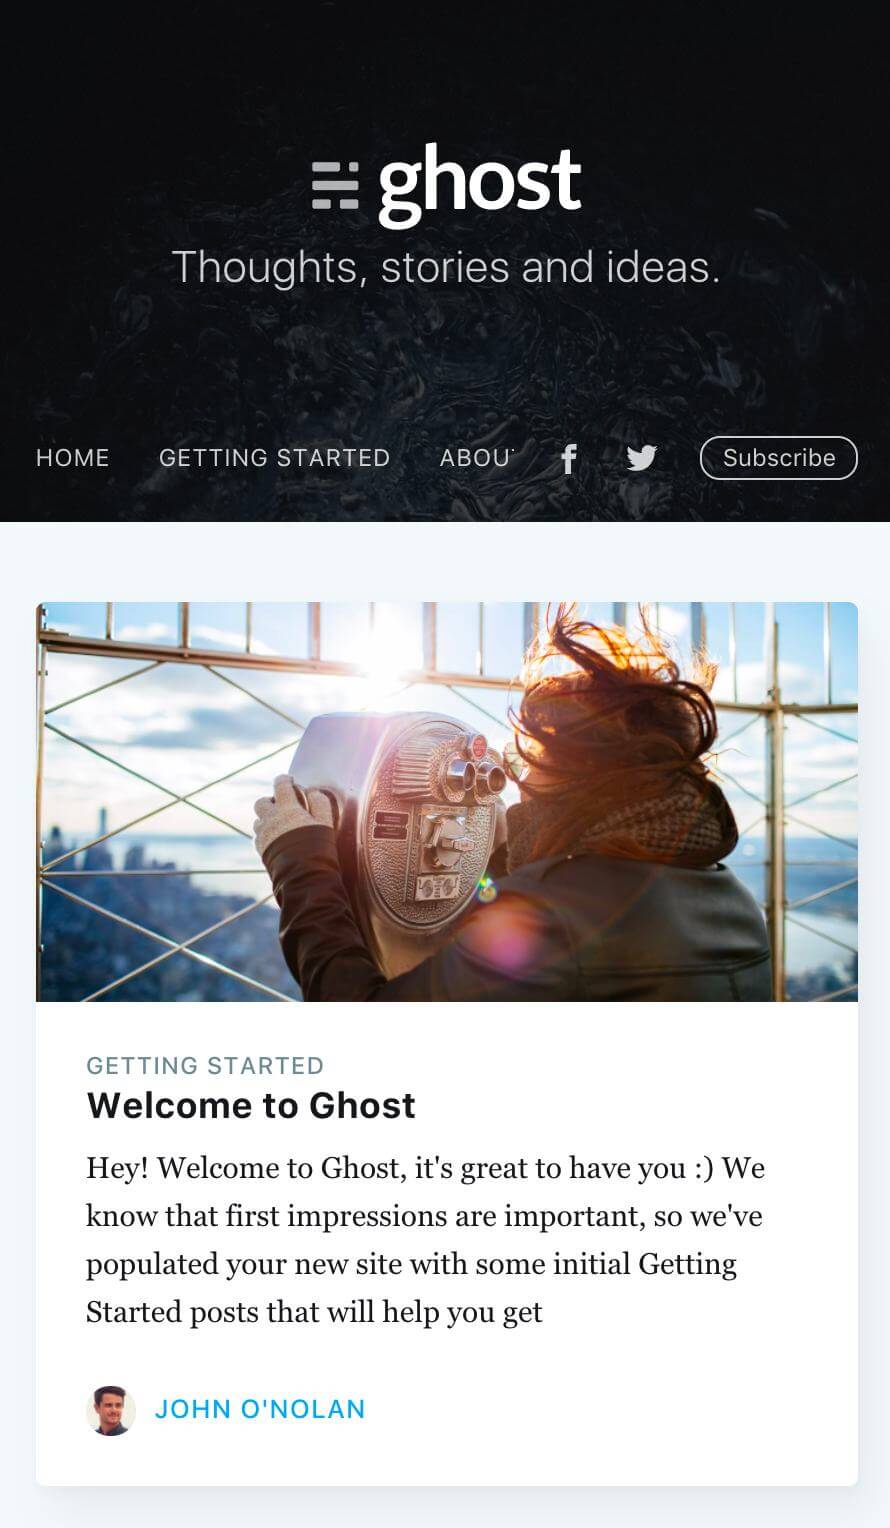 ghost
Thoughts, stories and ideas.
HOME GETTING STARTED ABOU Subscribe
GETTING STARTED
Welcome to Ghost
Hey! Welcome to Ghost, it's great to have you :) We
know that first impressions are important, so we've
populated your new site with some initial Getting
Started posts that will help you get
JOHN O'NOLAN